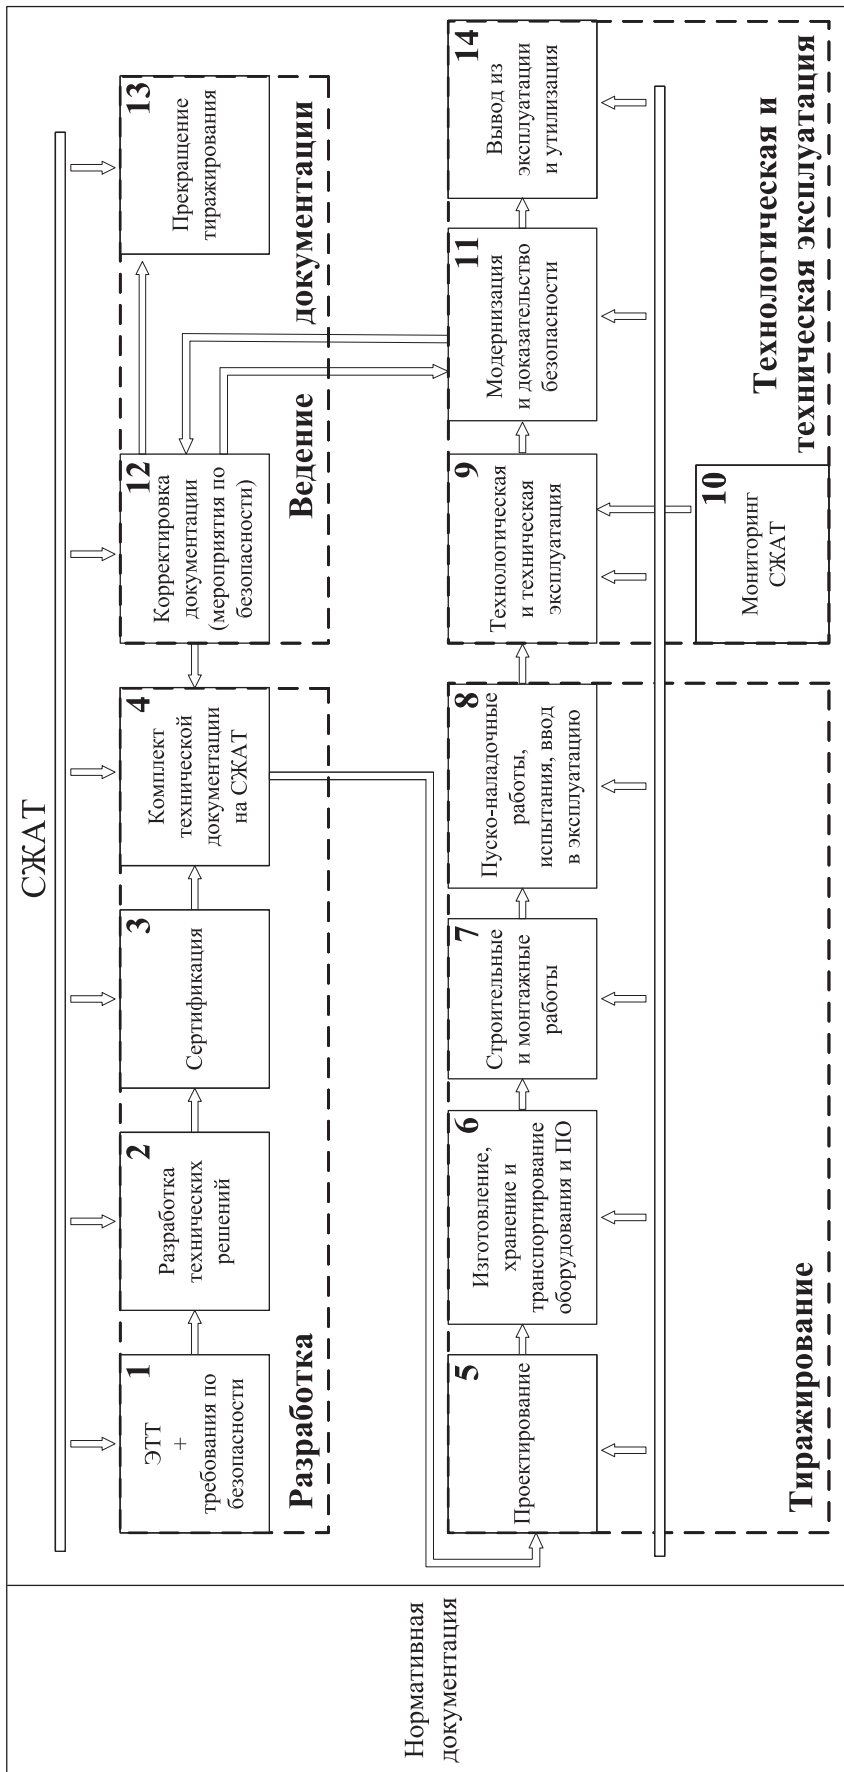 Нормативная
документация
СЖАТ
1
ЭТТ
+
требования по
безопасности
2
Разработка
технических
решений
3
Сертификация
4
Комплект
технической
документации
на СЖАТ
Разработка
12
Корректировка
документации
(мероприятия по
безопасности)
13
Прекращение
тиражирования
Ведение
документации
5
Проектирование
6
Изготовление,
хранение и
транспортирование
оборудования и ПО
7
Строительные
и монтажные
работы
8
Пуско-наладочные
работы,
испытания, ввод
в эксплуатацию
Тиражирование
9
Технологическая
и техническая
эксплуатация
10
Мониторинг
СЖАТ
11
Модернизация
и доказательство
безопасности
14
Вывод из
эксплуатации
и утилизация
Технологическая и
техническая эксплуатация